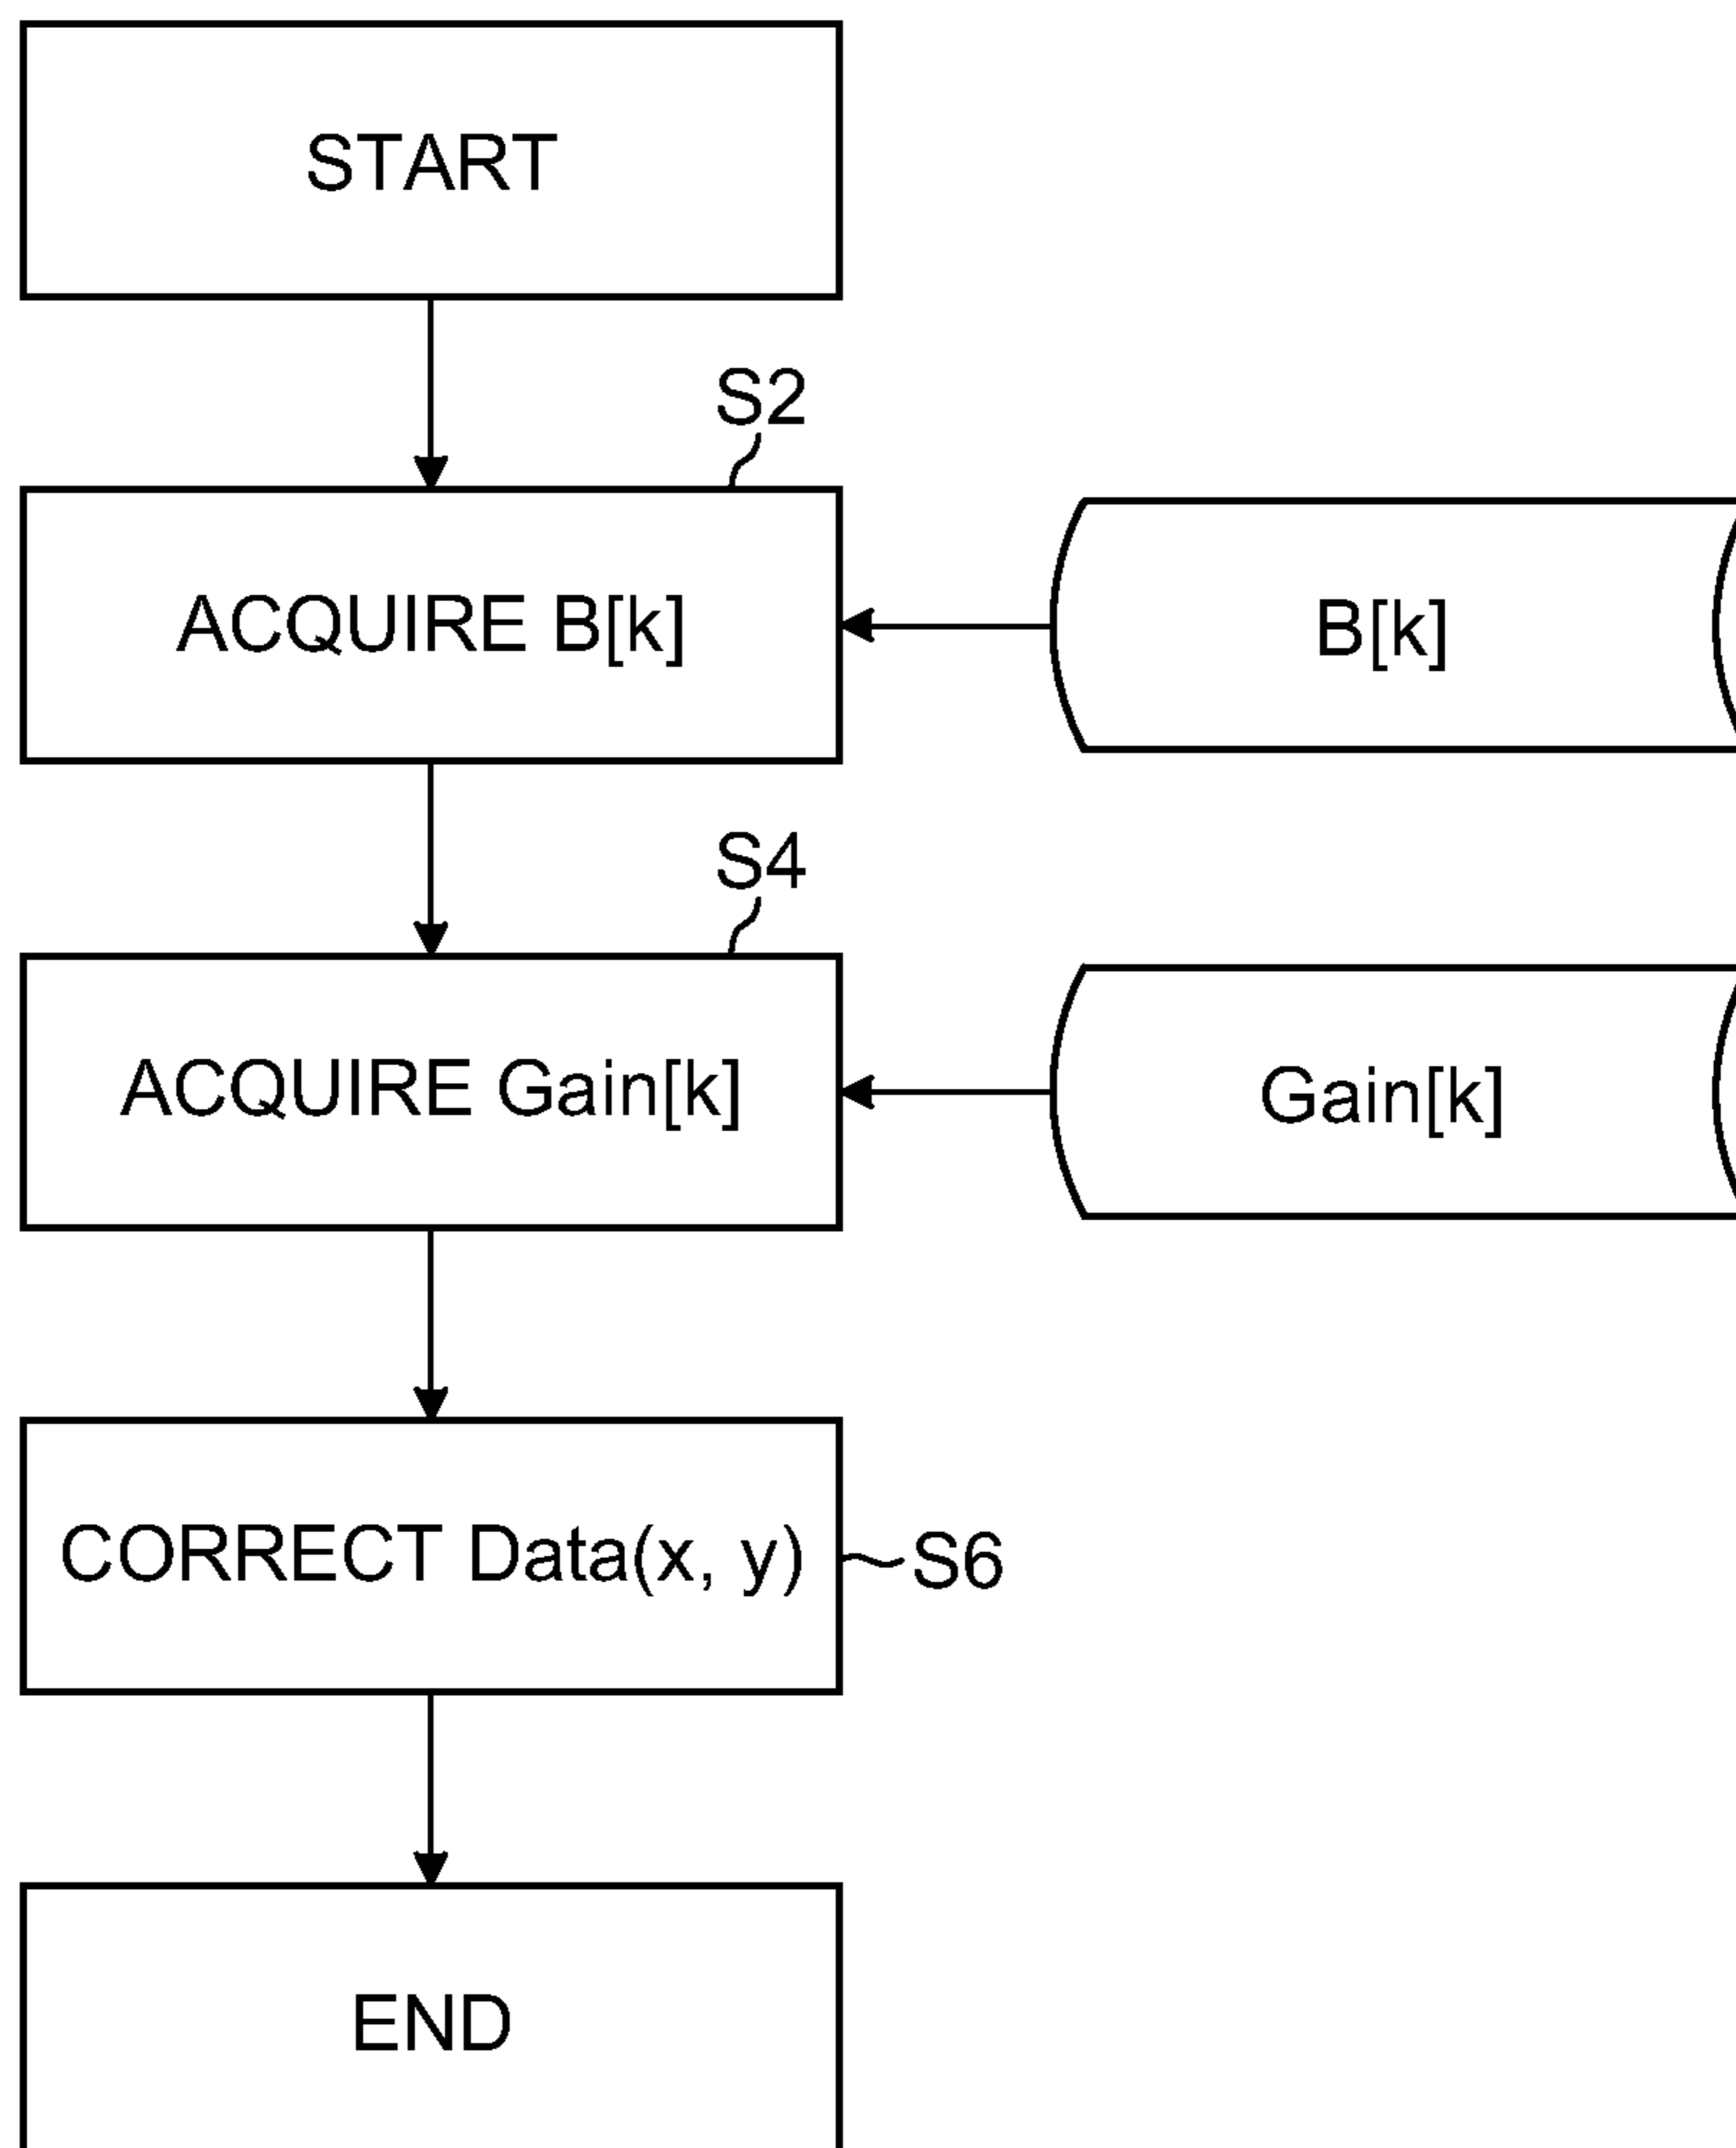 START
S2
ACQUIRE B[k]
B[k]
S4
ACQUIRE Gain[k]
Gain[k]
CORRECT Data(x, y)
S6
END